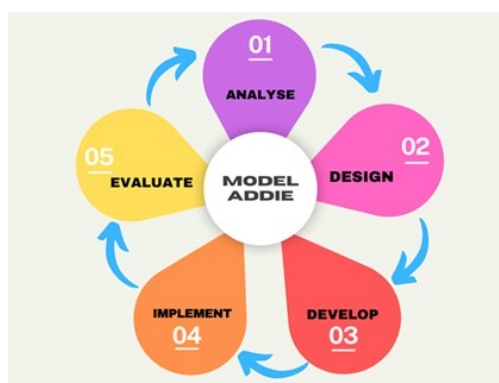 01
ANALYSE
02
DESIGN
DEVELOP
03
IMPLEMENT
04
05
EVALUATE
MODEL
ADDIE